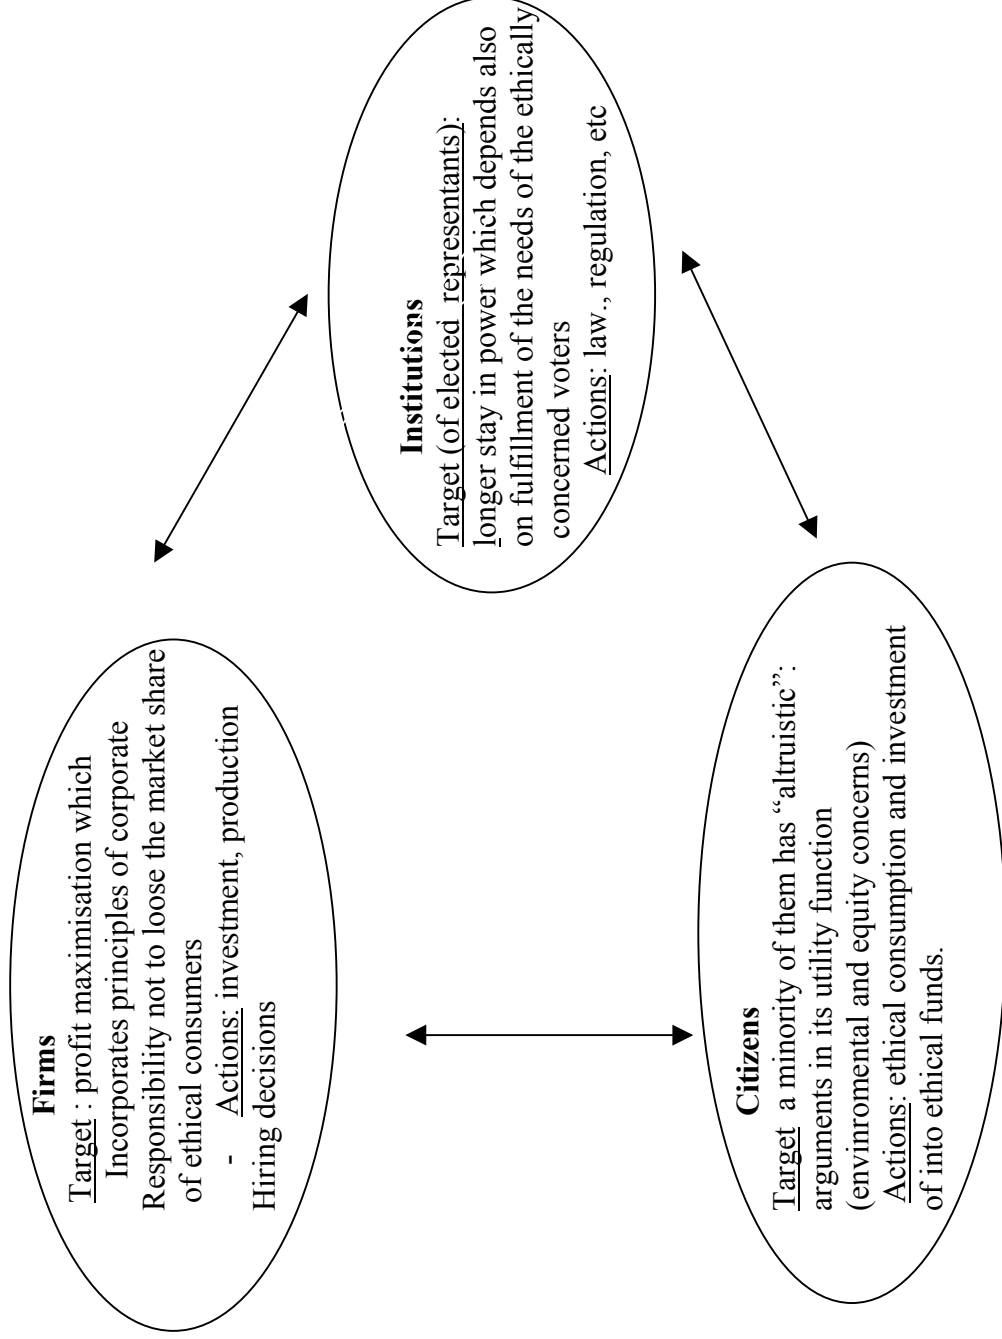 Firms
Target : profit maximisation which
Incorporates principles of corporate
Responsibility not to loose the market share
of ethical consumers
- Actions: investment, production
Hiring decisions
Institutions
Target (of elected representants):
longer stay in power which depends also
on fulfillment of the needs of the ethically
concerned voters
Actions: law., regulation, etc
Citizens
Target a minority of them has “altruistic”:
arguments in its utility function
(envinromental and equity concerns)
Actions: ethical consumption and investment
of into ethical funds.